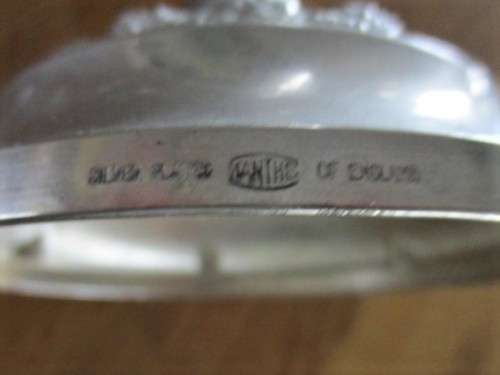 SILVER PLATED IANTHE OF ENGLAND